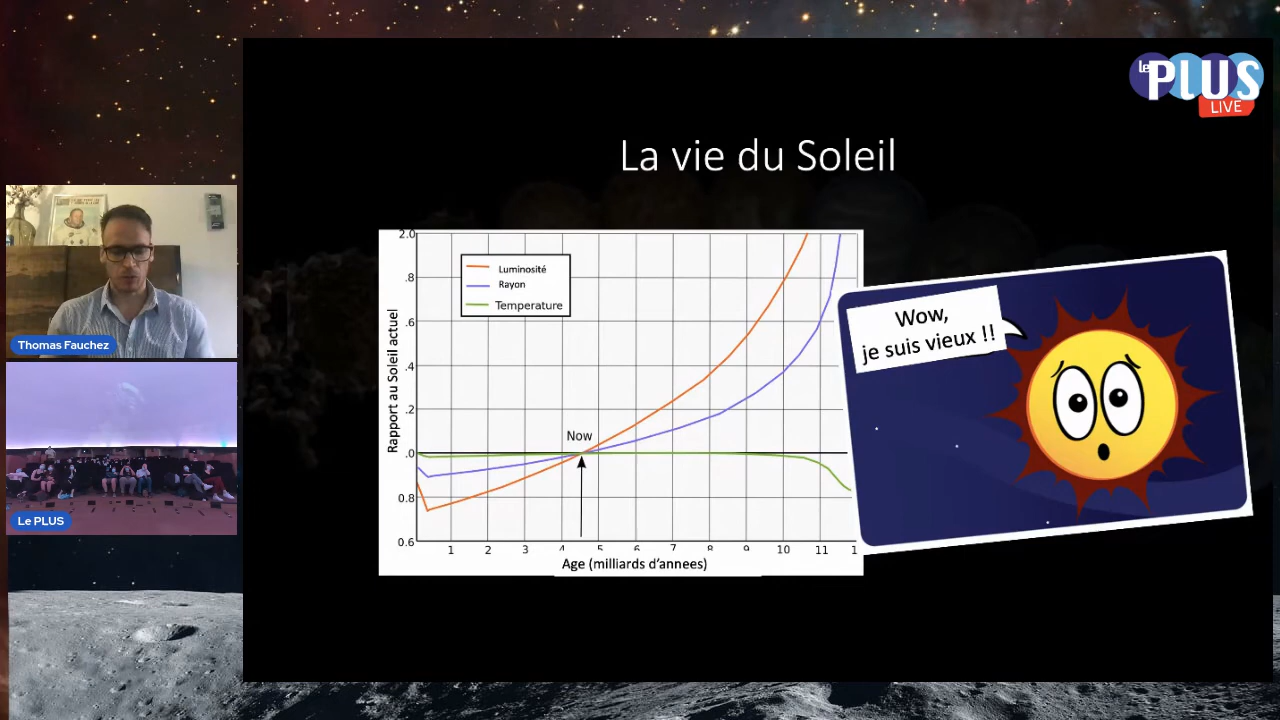 Le PLUS
LIVE
La vie du Soleil
Thomas Fauchez
Le PLUS
2.0
.8
.6
.4
.2
.0
0.8
0.6
Rapport au Soleil actuel
Luminosité
Rayon
Temperature
Now
1 2 3 4 5 6 7 8 9 10 11 1
Age (milliards d’annees)
Wow,
je suis vieux !!